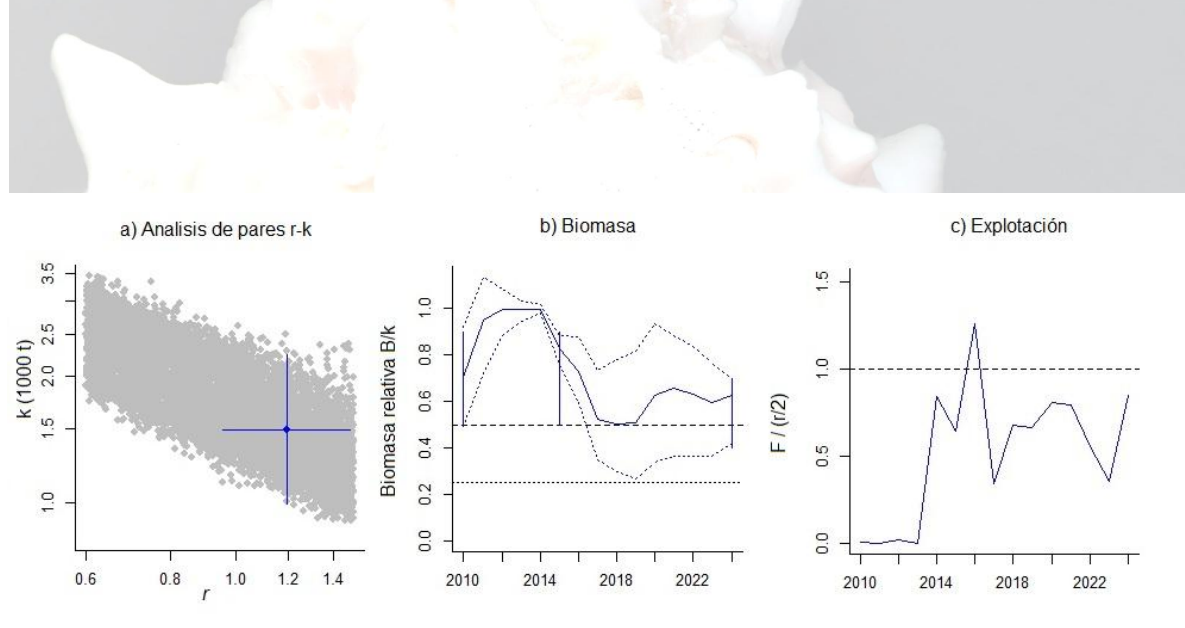 a) Analisis de pares r-k
k (1000 t)
3.5
2.5
2.0
1.5
1.0
0.6 0.8 1.0 1.2 1.4
r
b) Biomasa
Biomasa relativa B/k
1.0
0.8
0.6
0.4
0.2
0.0
2010 2014 2018 2022
c) Explotación
F / (r/2)
1.5
1.0
0.5
0.0
2010 2014 2018 2022